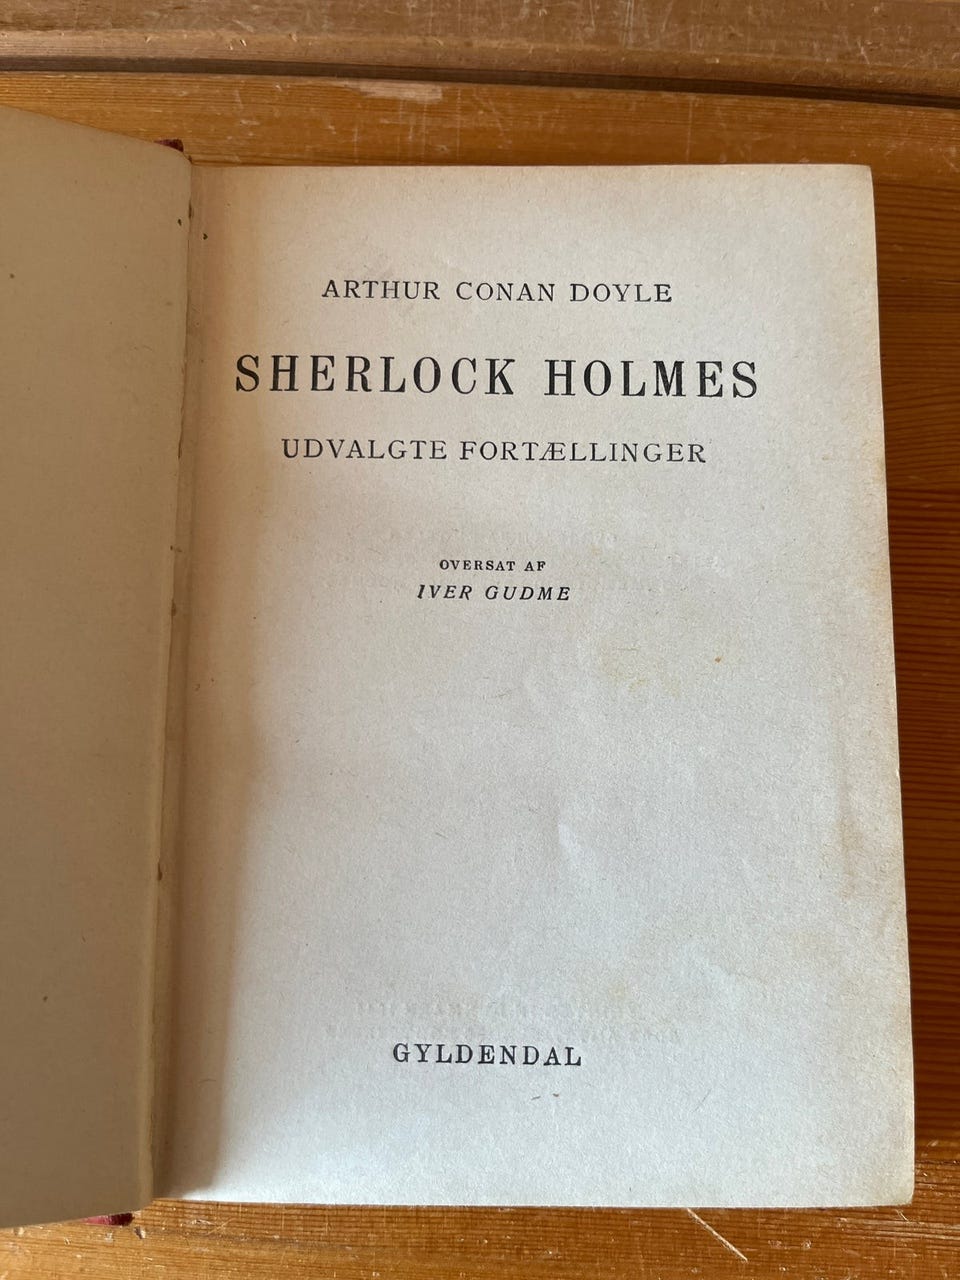 ARTHUR CONAN DOYLE
SHERLOCK HOLMES
UDVALGTE FORTÆLLINGER
OVERSAT AF
IVER GUDME
GYLDENDAL